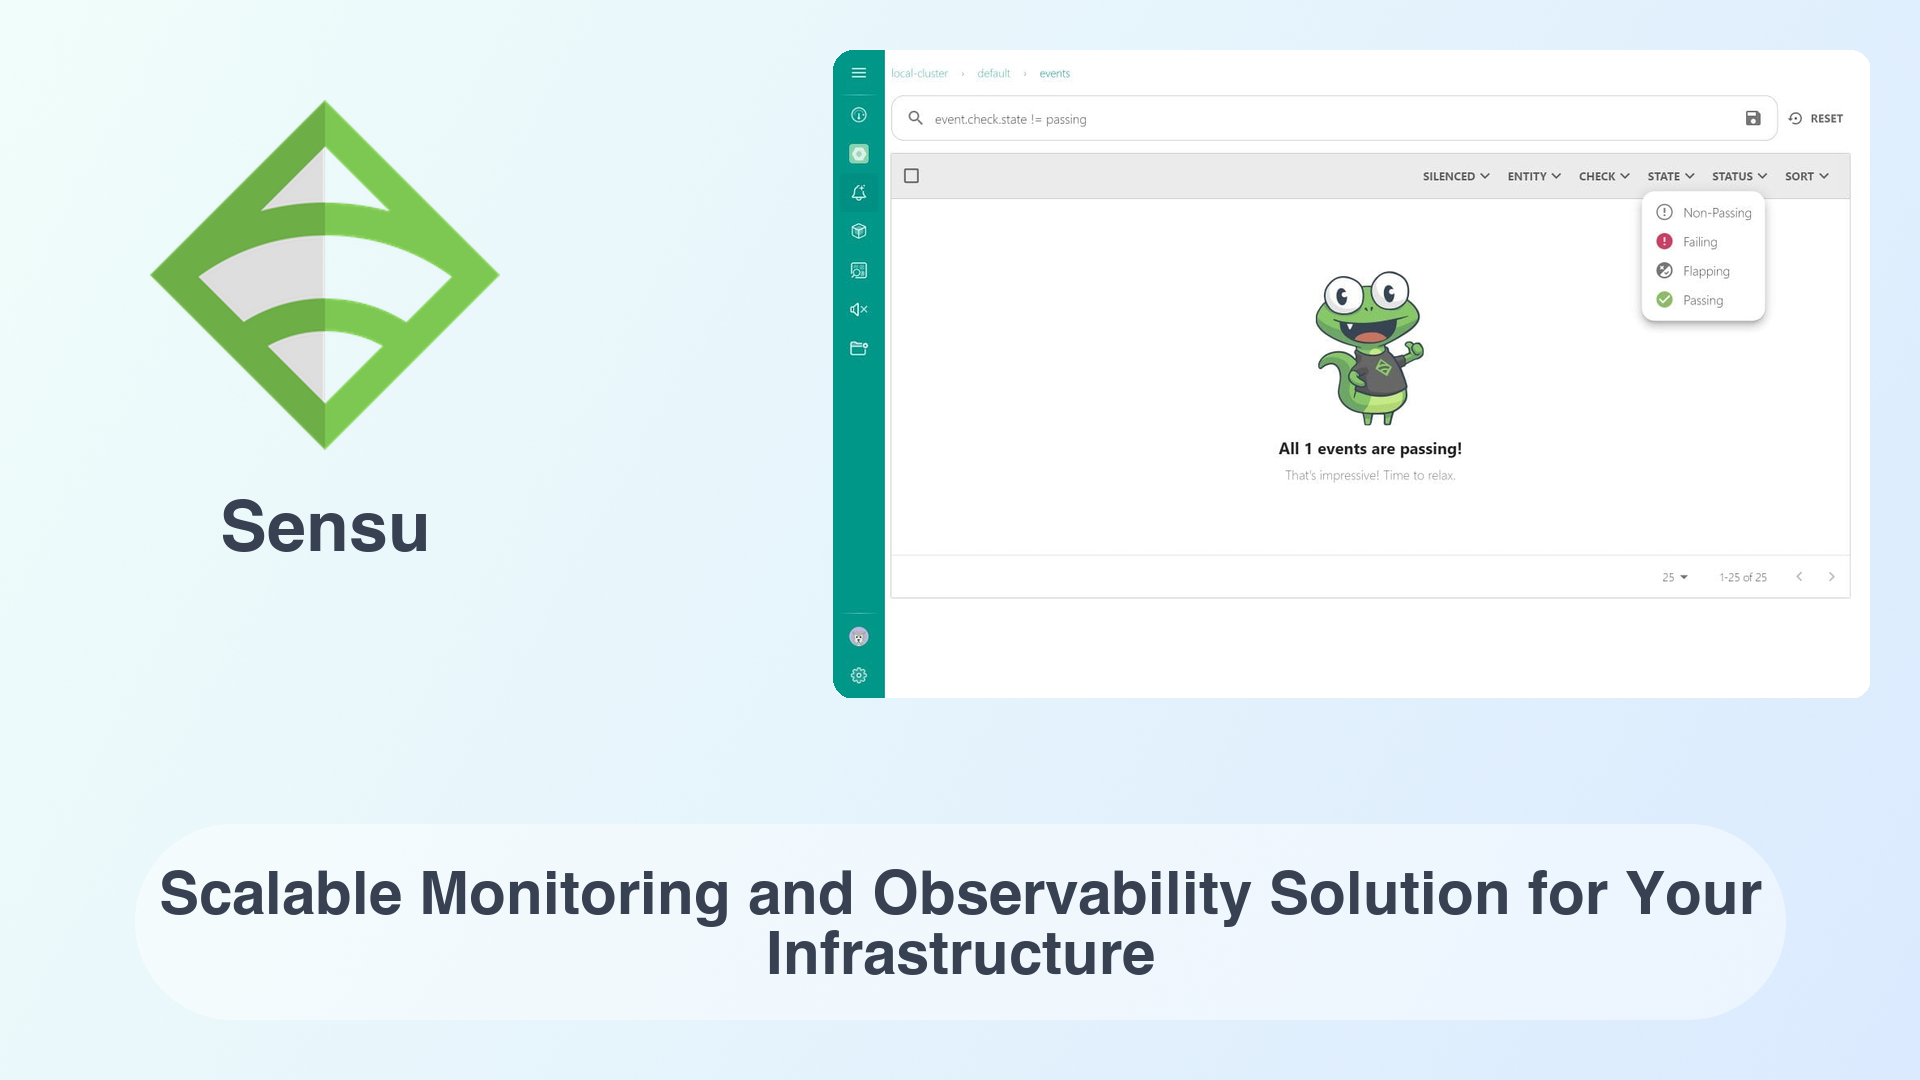 Sensu
local-cluster › default › events
event.check.state != passing
RESET
SILENCED ENTITY CHECK STATE STATUS SORT
Non-Passing
Failing
Flapping
Passing
All 1 events are passing!
That's impressive! Time to relax.
25 1-25 of 25
Scalable Monitoring and Observability Solution for Your
Infrastructure